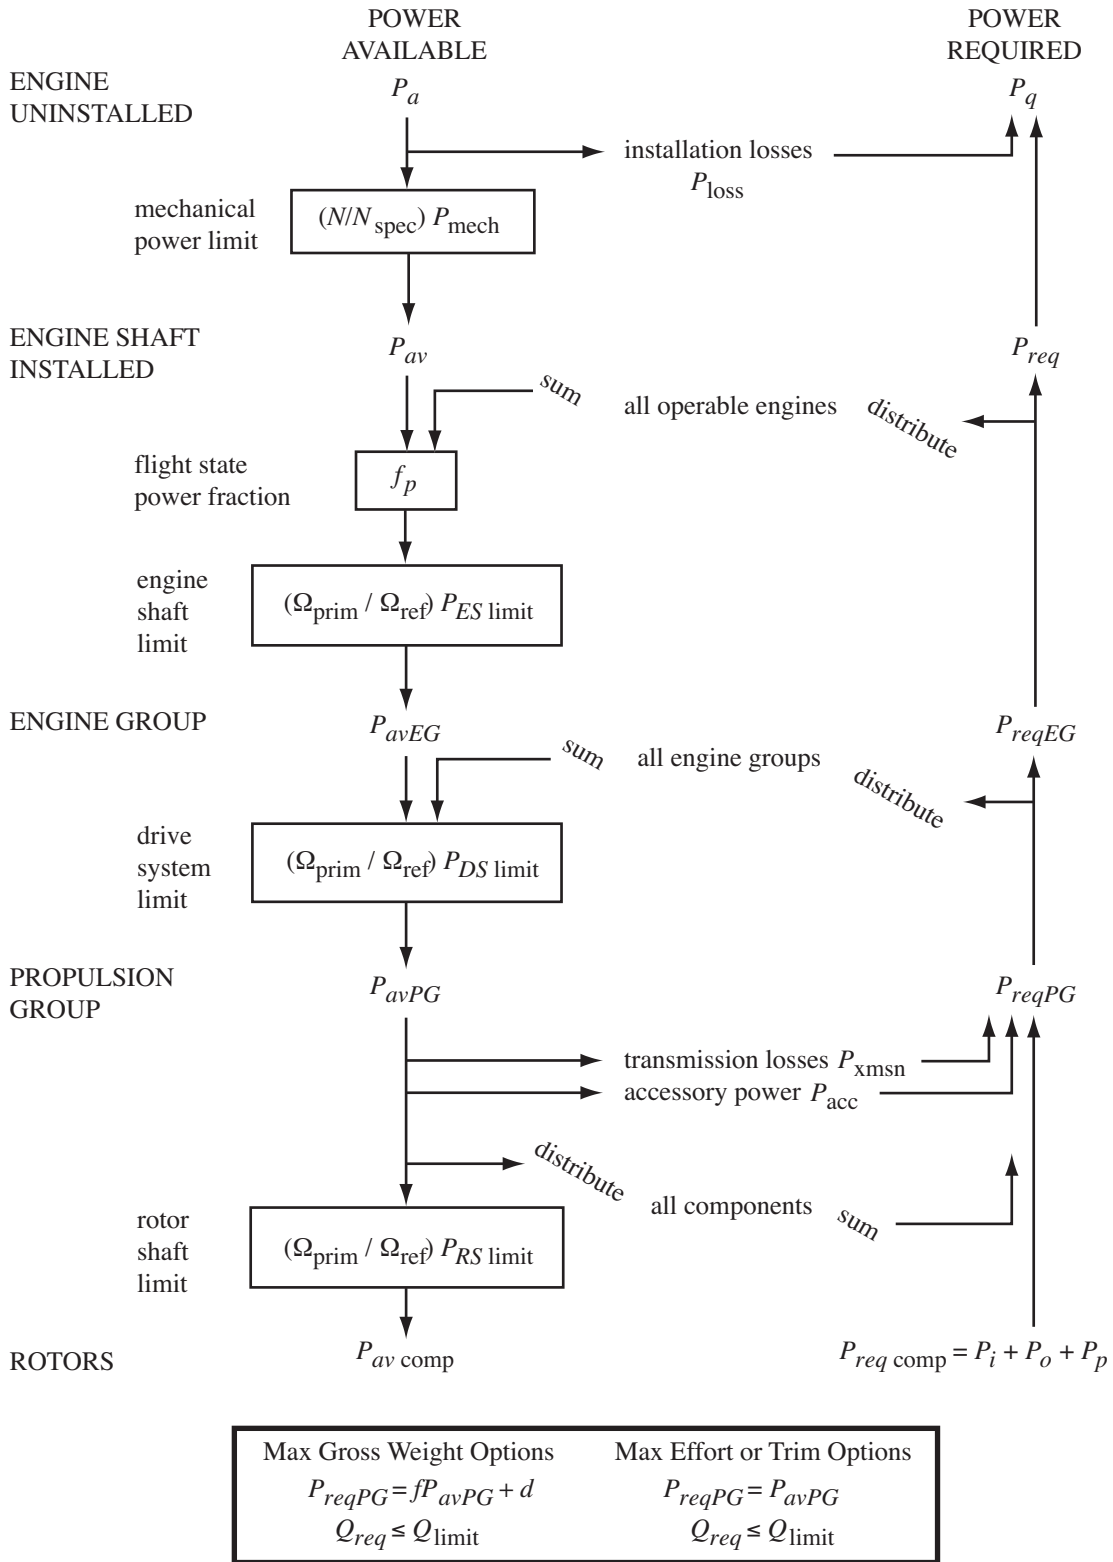 POWER
AVAILABLE
POWER
REQUIRED
ENGINE
UNINSTALLED
P_a
P_q
installation losses
P_loss
mechanical
power limit
(N/N_spec) P_mech
ENGINE SHAFT
INSTALLED
P_av
P_req
sum
all operable engines
distribute
flight state
power fraction
f_p
engine
shaft
limit
(Ω_prim / Ω_ref) P_ES limit
ENGINE GROUP
P_avEG
P_reqEG
sum
all engine groups
distribute
drive
system
limit
(Ω_prim / Ω_ref) P_DS limit
PROPULSION
GROUP
P_avPG
P_reqPG
transmission losses P_xmsn
accessory power P_acc
distribute
all components
sum
rotor
shaft
limit
(Ω_prim / Ω_ref) P_RS limit
ROTORS
P_av comp
P_req comp = P_i + P_o + P_p
Max Gross Weight Options
P_reqPG = fP_avPG + d
Q_req ≤ Q_limit
Max Effort or Trim Options
P_reqPG = P_avPG
Q_req ≤ Q_limit